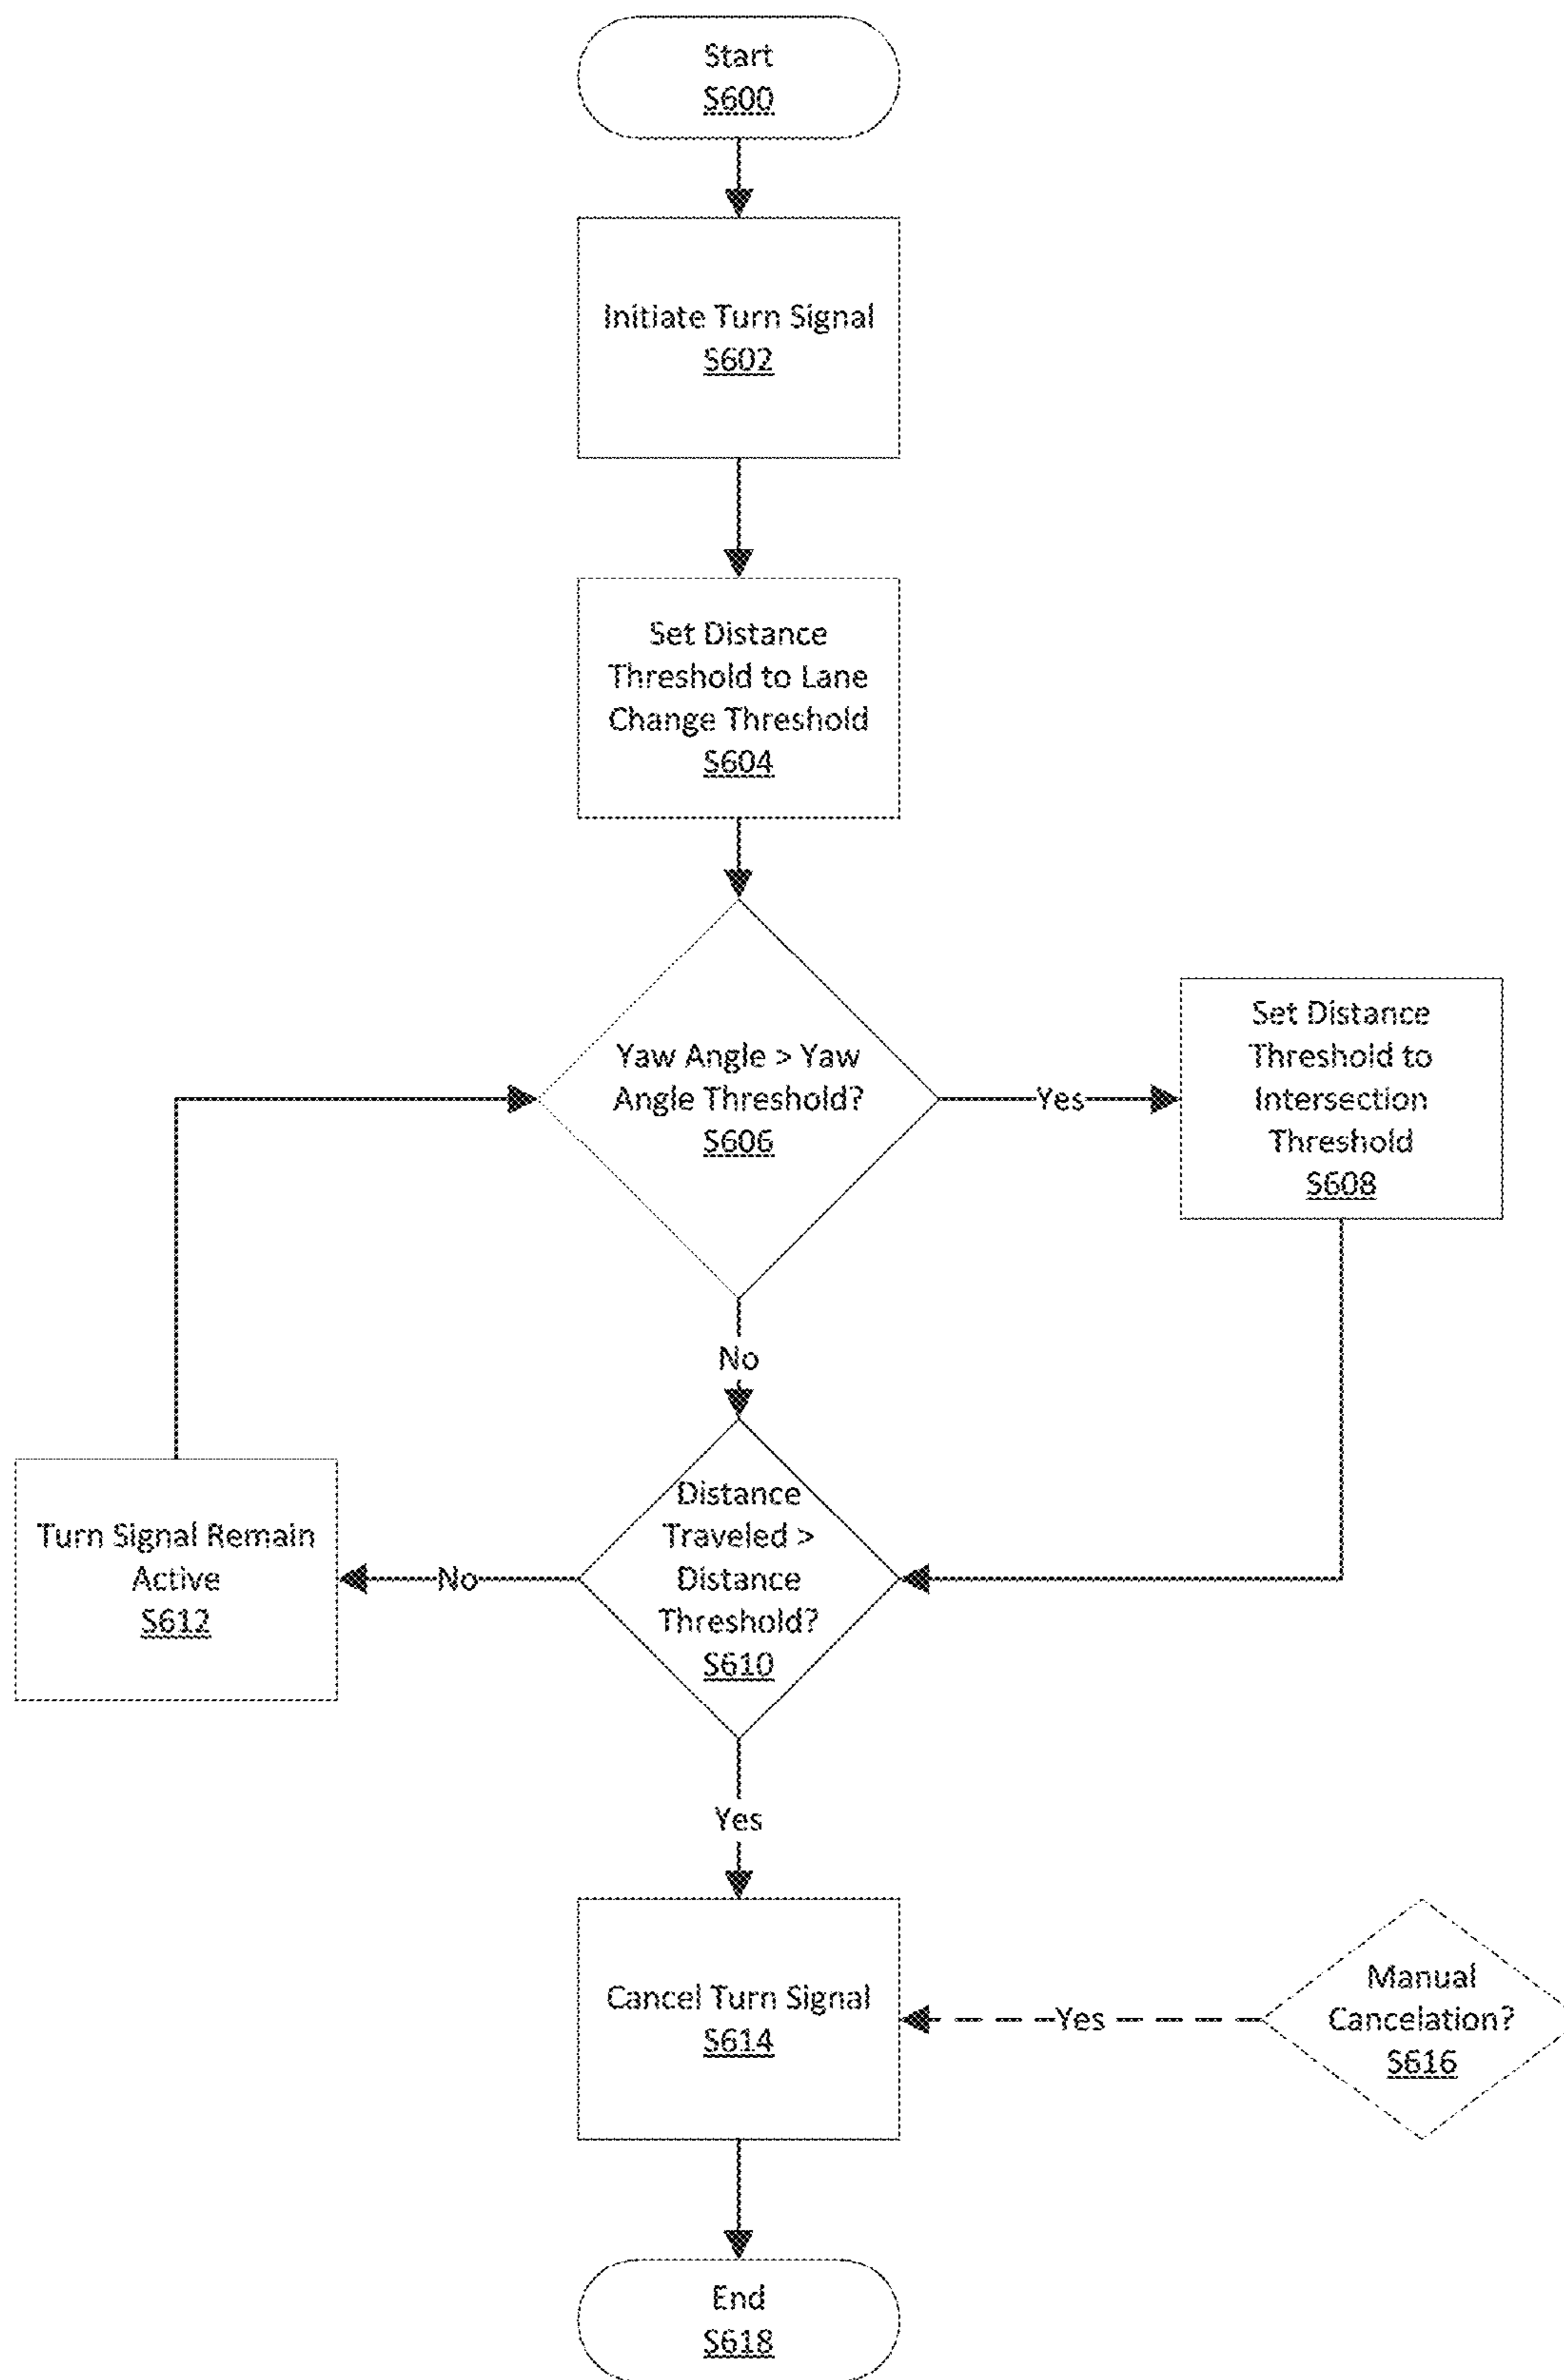 Start
S600
Initiate Turn Signal
S602
Set Distance
Threshold to Lane
Change Threshold
S604
Yaw Angle > Yaw
Angle Threshold?
S606
Yes
Set Distance
Threshold to
Intersection
Threshold
S608
No
Distance
Traveled >
Distance
Threshold?
S610
No
Turn Signal Remain
Active
S612
Yes
Cancel Turn Signal
S614
Yes
Manual
Cancelation?
S616
End
S618